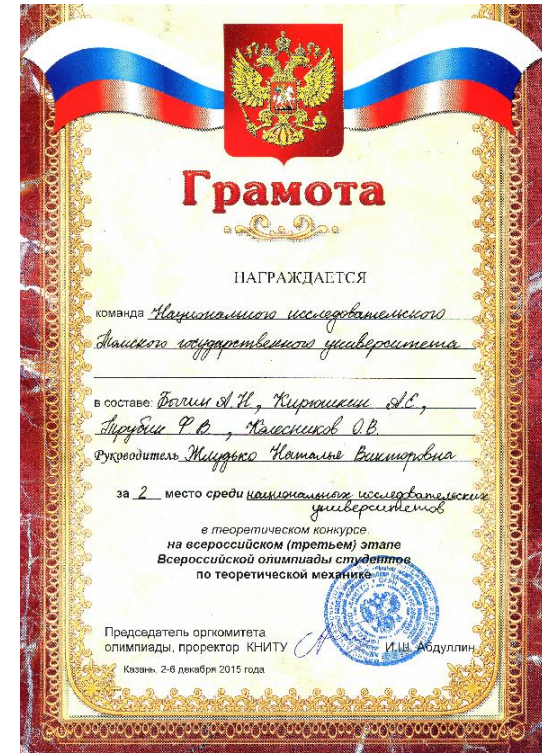 Грамота
НАГРАЖДАЕТСЯ
команда Национального исследовательского
Томского государственного университета
в составе: А.Н., Кирюшкин А.Е.,
Трубин Р.В., Колесников О.В.
Руководитель Жлудько Наталья Викторовна
за 2 место среди национальных исследовательских
университетов
в теоретическом конкурсе
на всероссийском (третьем) этапе
Всероссийской олимпиады студентов
по теоретической механике
Председатель оргкомитета
олимпиады, проректор КНИТУ И.Ш. Абдуллин
Казань, 2-6 декабря 2015 года